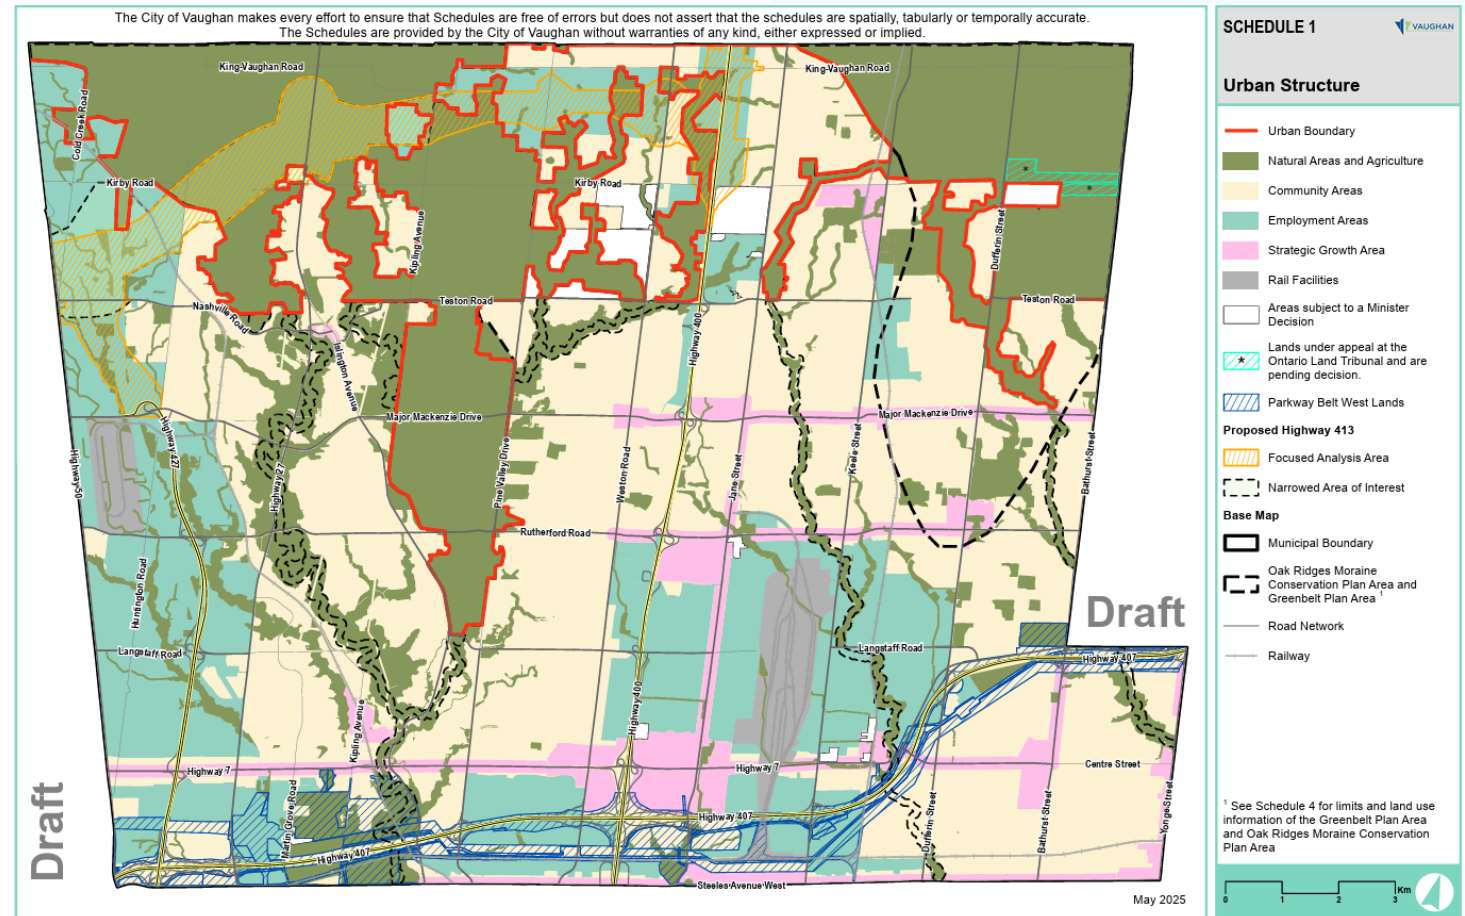 The City of Vaughan makes every effort to ensure that Schedules are free of errors but does not assert that the schedules are spatially, tabularly or temporally accurate.
The Schedules are provided by the City of Vaughan without warranties of any kind, either expressed or implied.
King-Vaughan Road
King-Vaughan Road
Cold Creek Road
Kirby Road
Kirby Road
Kipling Avenue
Dufferin Street
Nashville Road
Teston Road
Teston Road
Islington Avenue
Highway 400
Major Mackenzie Drive
Major Mackenzie Drive
Highway 50
Highway 427
Highway 27
Pine Valley Drive
Weston Road
Jane Street
Keele Street
Bathurst Street
Rutherford Road
Huntington Road
Langstaff Road
Langstaff Road
Draft
Highway 407
Kipling Avenue
Highway 400
Highway 7
Highway 7
Centre Street
Martin Grove Road
Highway 407
Highway 407
Dufferin Street
Bathurst Street
Yonge Street
Steeles Avenue West
Draft
May 2025
SCHEDULE 1
VAUGHAN
Urban Structure
Urban Boundary
Natural Areas and Agriculture
Community Areas
Employment Areas
Strategic Growth Area
Rail Facilities
Areas subject to a Minister
Decision
Lands under appeal at the
Ontario Land Tribunal and are
pending decision.
Parkway Belt West Lands
Proposed Highway 413
Focused Analysis Area
Narrowed Area of Interest
Base Map
Municipal Boundary
Oak Ridges Moraine
Conservation Plan Area and
Greenbelt Plan Area 1
Road Network
Railway
1 See Schedule 4 for limits and land use
information of the Greenbelt Plan Area
and Oak Ridges Moraine Conservation
Plan Area
Km
0 1 2 3